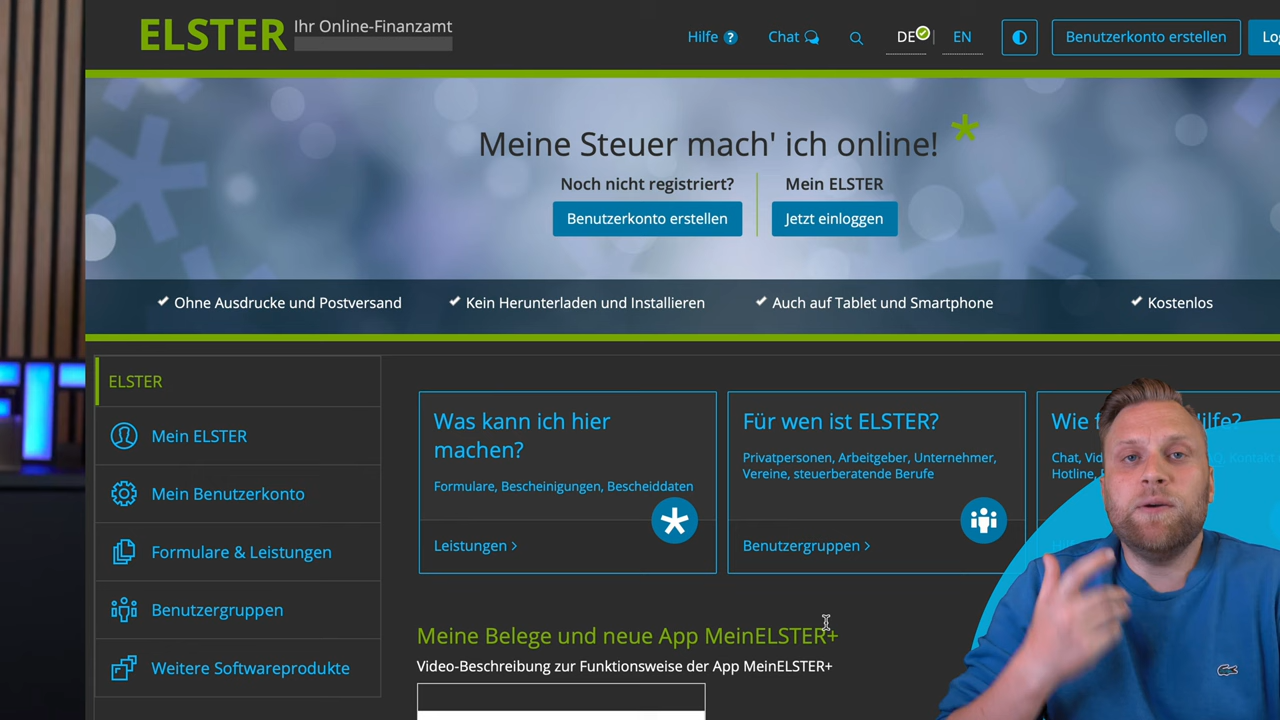 ELSTER Ihr Online-Finanzamt
Hilfe ? Chat DE EN Benutzerkonto erstellen
Meine Steuer mach' ich online!
Noch nicht registriert? Mein ELSTER
Benutzerkonto erstellen Jetzt einloggen
Ohne Ausdrucke und Postversand Kein Herunterladen und Installieren Auch auf Tablet und Smartphone Kostenlos
ELSTER
Mein ELSTER
Mein Benutzerkonto
Formulare & Leistungen
Benutzergruppen
Weitere Softwareprodukte
Was kann ich hier
machen?
Formulare, Bescheinigungen, Bescheiddaten
Leistungen
Für wen ist ELSTER?
Privatpersonen, Arbeitgeber, Unternehmer,
Vereine, steuerberatende Berufe
Benutzergruppen
Wie
Chat,
Hotline,
Meine Belege und neue App MeinELSTER+
Video-Beschreibung zur Funktionsweise der App MeinELSTER+